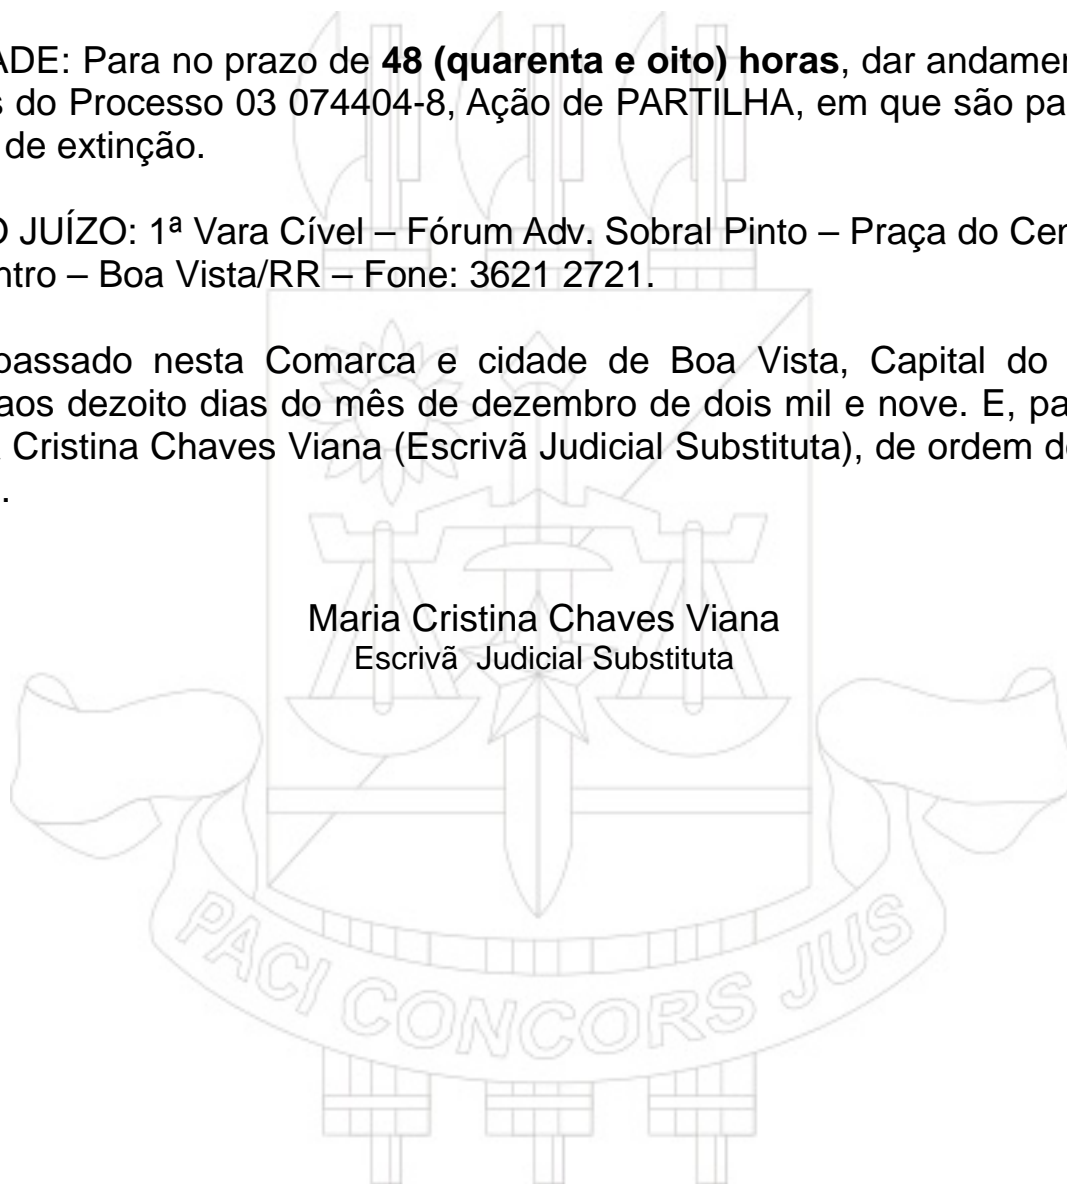 ADE: Para no prazo de 48 (quarenta e oito) horas, dar andamen
s do Processo 03 074404-8, Ação de PARTILHA, em que são pa
de extinção.
O JUÍZO: 1ª Vara Cível – Fórum Adv. Sobral Pinto – Praça do Cen
ntro – Boa Vista/RR – Fone: 3621 2721.
passado nesta Comarca e cidade de Boa Vista, Capital do
aos dezoito dias do mês de dezembro de dois mil e nove. E, pa
Cristina Chaves Viana (Escrivã Judicial Substituta), de ordem do
.
Maria Cristina Chaves Viana
Escrivã Judicial Substituta
PACI CONCORS JUS